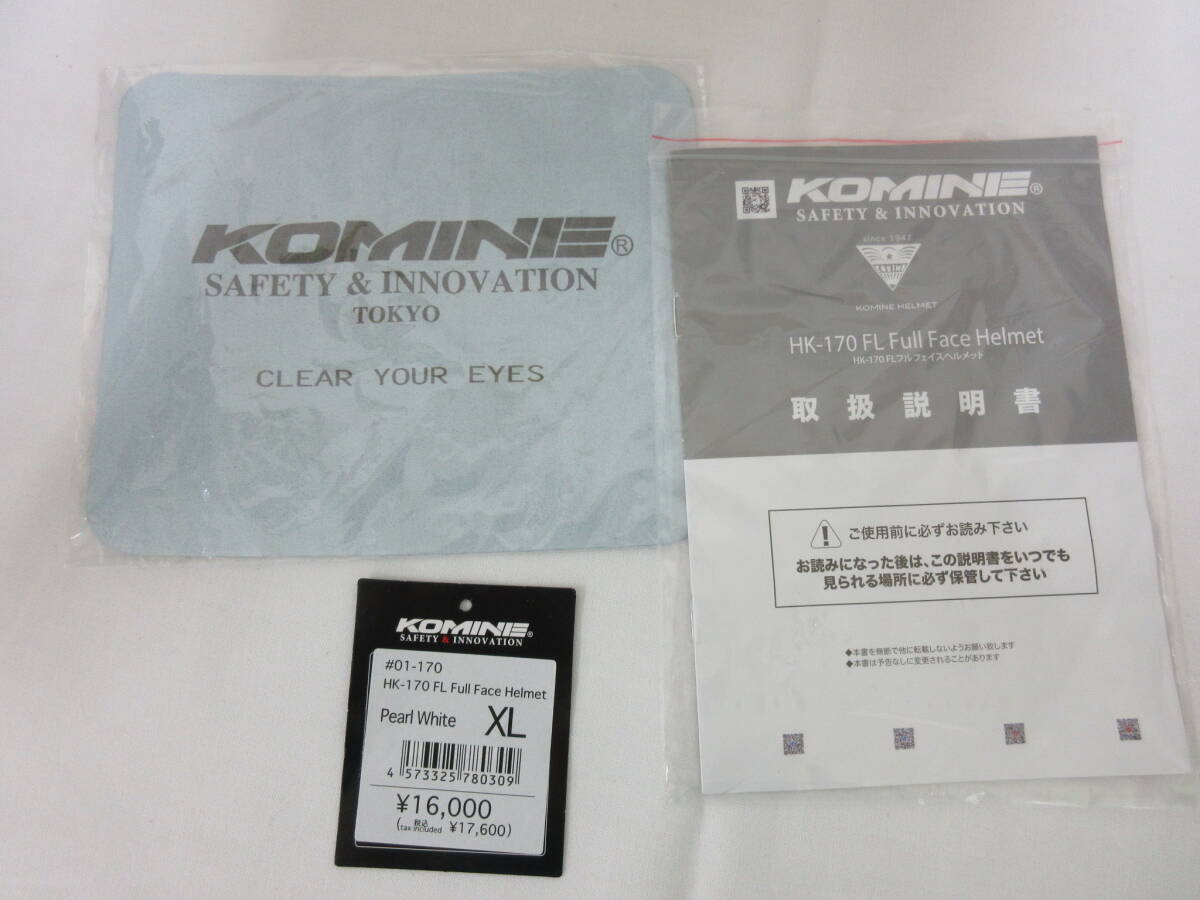 KOMINE®
SAFETY & INNOVATION
TOKYO
CLEAR YOUR EYES
KOMINE®
SAFETY & INNOVATION
since 1947
KOMINE HELMET
HK-170 FL Full Face Helmet
HK-170 FLフルフェイスヘルメット
取扱説明書
ご使用前に必ずお読み下さい
お読みになった後は、この説明書をいつでも
見られる場所に必ず保管して下さい
◆本書を無断で他に転載しないようお願い致します
◆本書は予告なしに変更されることがあります
KOMINE®
SAFETY & INNOVATION
#01-170
HK-170 FL Full Face Helmet
Pearl White XL
4 573325 780309
¥16,000
(税込 tax included ¥17,600)